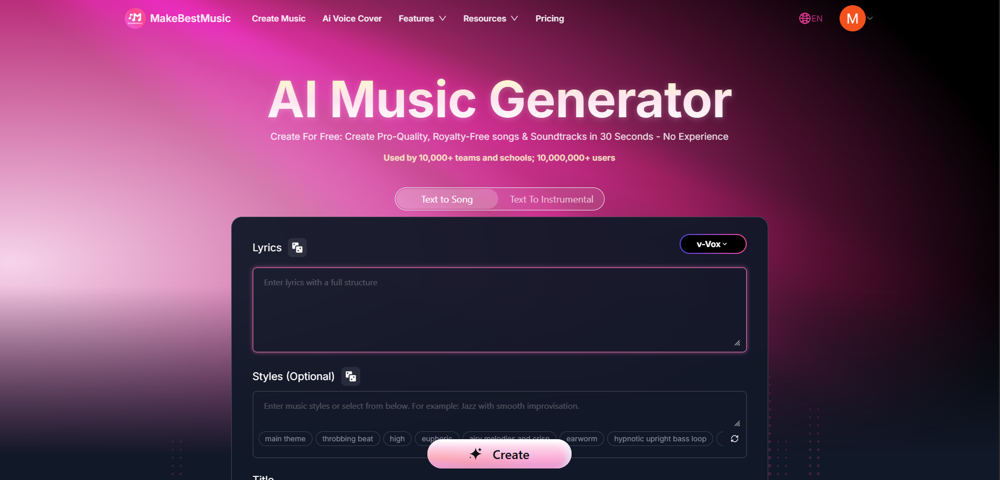 MakeBestMusic
Create Music
Ai Voice Cover
Features
Resources
Pricing
EN
M
AI Music Generator
Create For Free: Create Pro-Quality, Royalty-Free songs & Soundtracks in 30 Seconds - No Experience
Used by 10,000+ teams and schools; 10,000,000+ users
Text to Song
Text To Instrumental
Lyrics
v-Vox
Enter lyrics with a full structure
Styles (Optional)
Enter music styles or select from below. For example: Jazz with smooth improvisation.
main theme
throbbing beat
high
euphoric
airy melodies and crisp
earworm
hypnotic upright bass loop
Create
Title